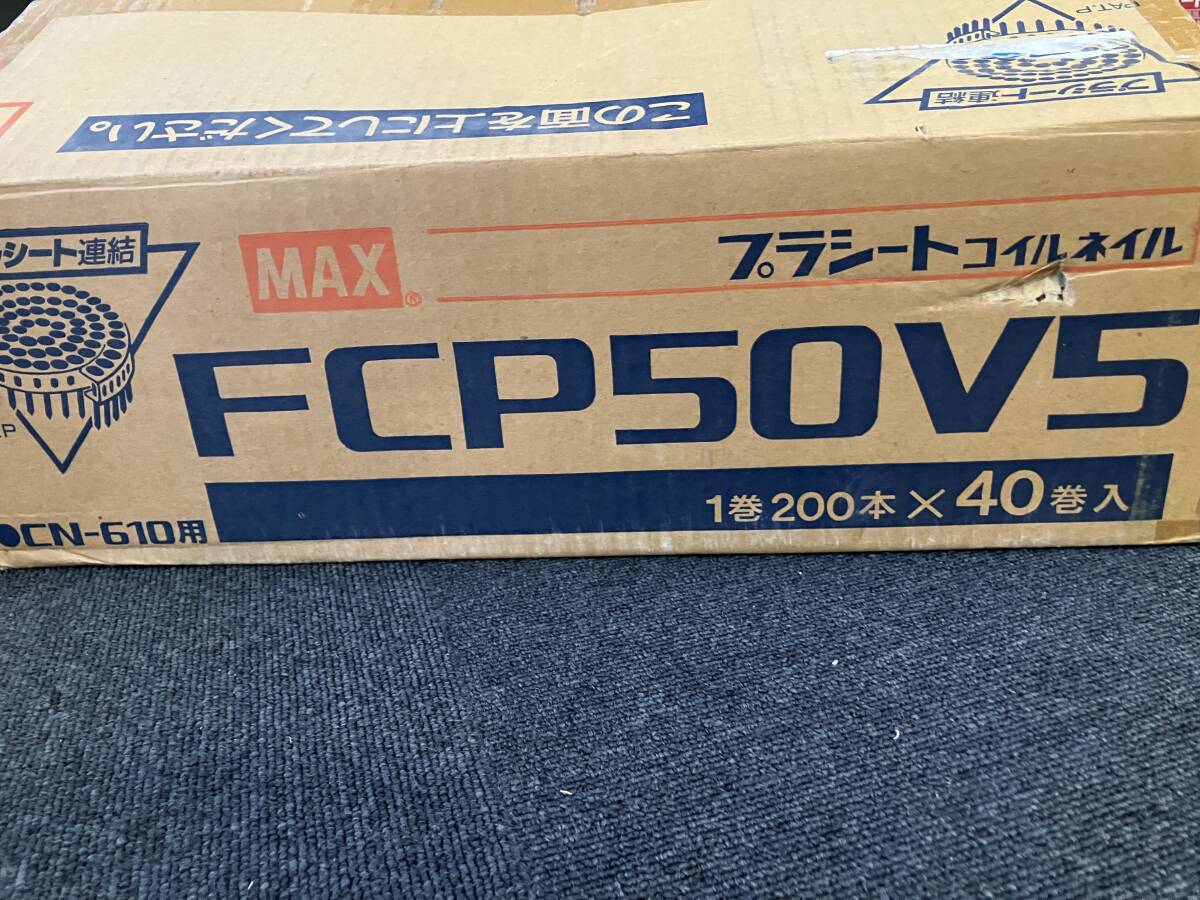 PAT.P
プラシート連結
この面を上にしてください。
シート連結
MAX
®
プラシートコイルネイル
FCP50V5
P
●CN-610用
1巻200本×40巻入